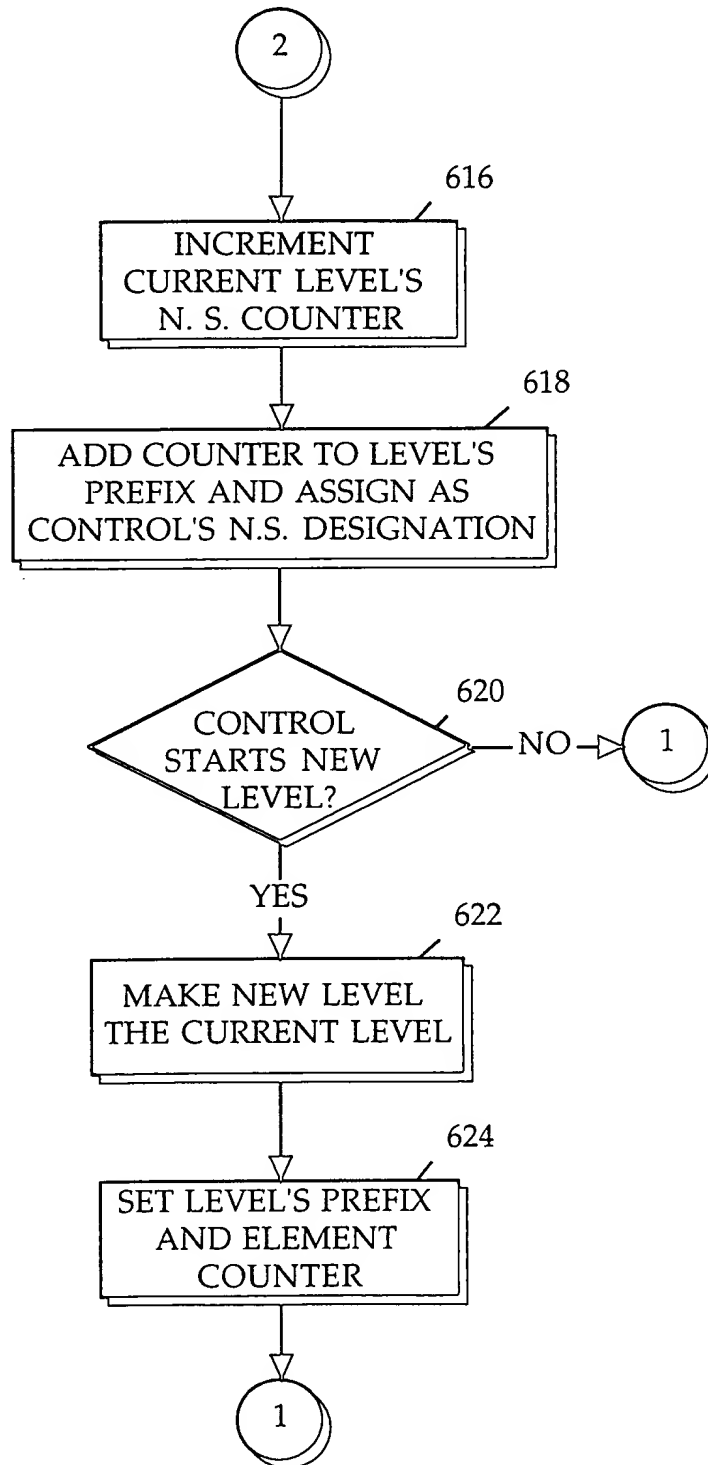 2
616
INCREMENT
CURRENT LEVEL'S
N. S. COUNTER
618
ADD COUNTER TO LEVEL'S
PREFIX AND ASSIGN AS
CONTROL'S N.S. DESIGNATION
620
CONTROL
STARTS NEW
LEVEL?
NO
1
YES
622
MAKE NEW LEVEL
THE CURRENT LEVEL
624
SET LEVEL'S PREFIX
AND ELEMENT
COUNTER
1